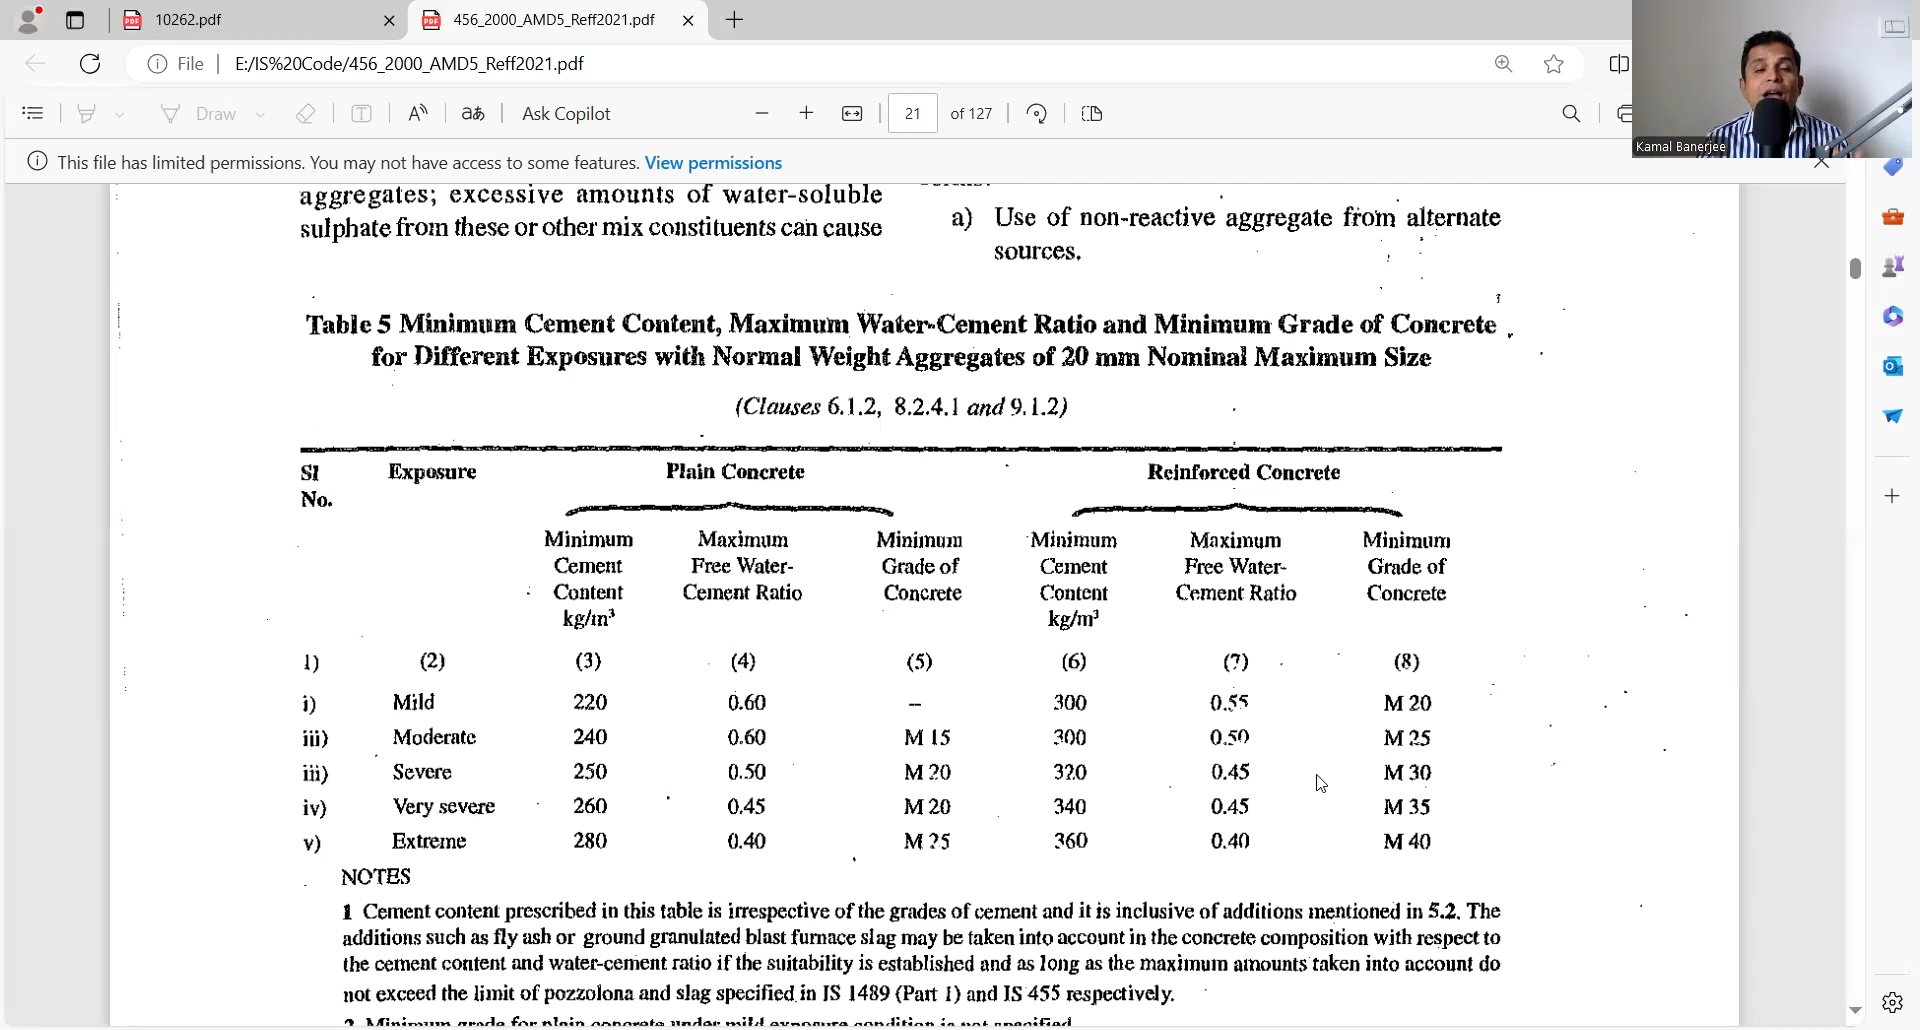 10262.pdf
456_2000_AMD5_Reff2021.pdf
File
E:/IS%20Code/456_2000_AMD5_Reff2021.pdf
Draw
Ask Copilot
21
of 127
Kamal Banerjee
This file has limited permissions. You may not have access to some features. View permissions
aggregates; excessive amounts of water-soluble
sulphate from these or other mix constituents can cause
a) Use of non-reactive aggregate from alternate
sources.
Table 5 Minimum Cement Content, Maximum Water-Cement Ratio and Minimum Grade of Concrete
for Different Exposures with Normal Weight Aggregates of 20 mm Nominal Maximum Size
(Clauses 6.1.2, 8.2.4.1 and 9.1.2)
Sl Exposure Plain Concrete Reinforced Concrete
No.
Minimum Maximum Minimum Minimum Maximum Minimum
Cement Free Water- Grade of Cement Free Water- Grade of
Content Cement Ratio Concrete Content Cement Ratio Concrete
kg/m³ kg/m³
1) (2) (3) (4) (5) (6) (7) (8)
i) Mild 220 0.60 – 300 0.55 M 20
iii) Moderate 240 0.60 M 15 300 0.50 M 25
iii) Severe 250 0.50 M 20 320 0.45 M 30
iv) Very severe 260 0.45 M 20 340 0.45 M 35
v) Extreme 280 0.40 M 25 360 0.40 M 40
NOTES
1 Cement content prescribed in this table is irrespective of the grades of cement and it is inclusive of additions mentioned in 5.2. The
additions such as fly ash or ground granulated blast furnace slag may be taken into account in the concrete composition with respect to
the cement content and water-cement ratio if the suitability is established and as long as the maximum amounts taken into account do
not exceed the limit of pozzolona and slag specified in IS 1489 (Part 1) and IS 455 respectively.
2 Minimum grade for plain concrete under mild exposure condition is not specified.